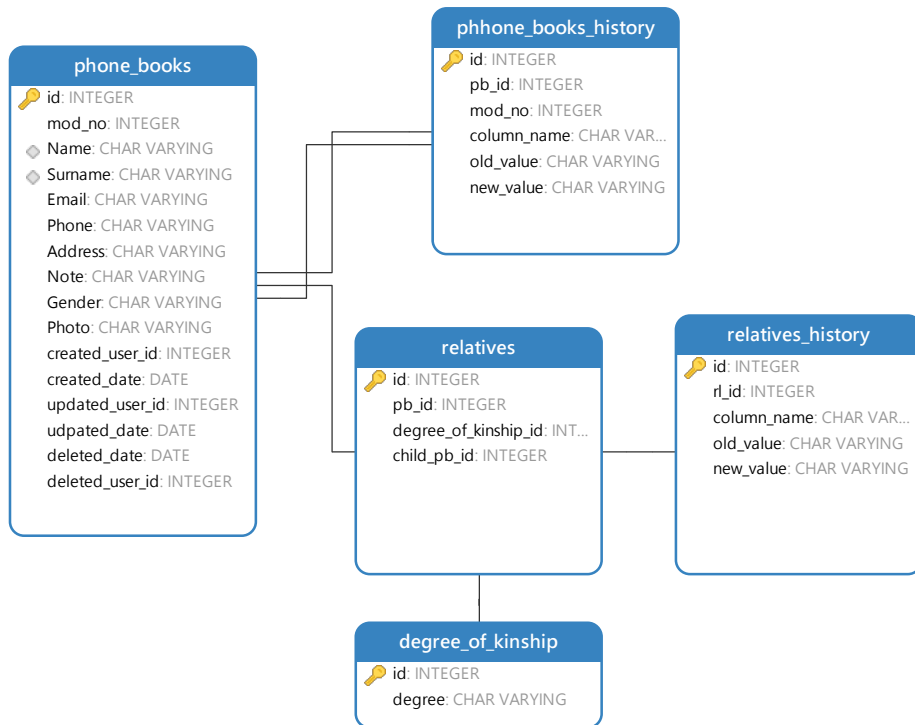 phone_books
id: INTEGER
mod_no: INTEGER
Name: CHAR VARYING
Surname: CHAR VARYING
Email: CHAR VARYING
Phone: CHAR VARYING
Address: CHAR VARYING
Note: CHAR VARYING
Gender: CHAR VARYING
Photo: CHAR VARYING
created_user_id: INTEGER
created_date: DATE
updated_user_id: INTEGER
udpated_date: DATE
deleted_date: DATE
deleted_user_id: INTEGER
phhone_books_history
id: INTEGER
pb_id: INTEGER
mod_no: INTEGER
column_name: CHAR VAR...
old_value: CHAR VARYING
new_value: CHAR VARYING
relatives
id: INTEGER
pb_id: INTEGER
degree_of_kinship_id: INT...
child_pb_id: INTEGER
relatives_history
id: INTEGER
rl_id: INTEGER
column_name: CHAR VAR...
old_value: CHAR VARYING
new_value: CHAR VARYING
degree_of_kinship
id: INTEGER
degree: CHAR VARYING